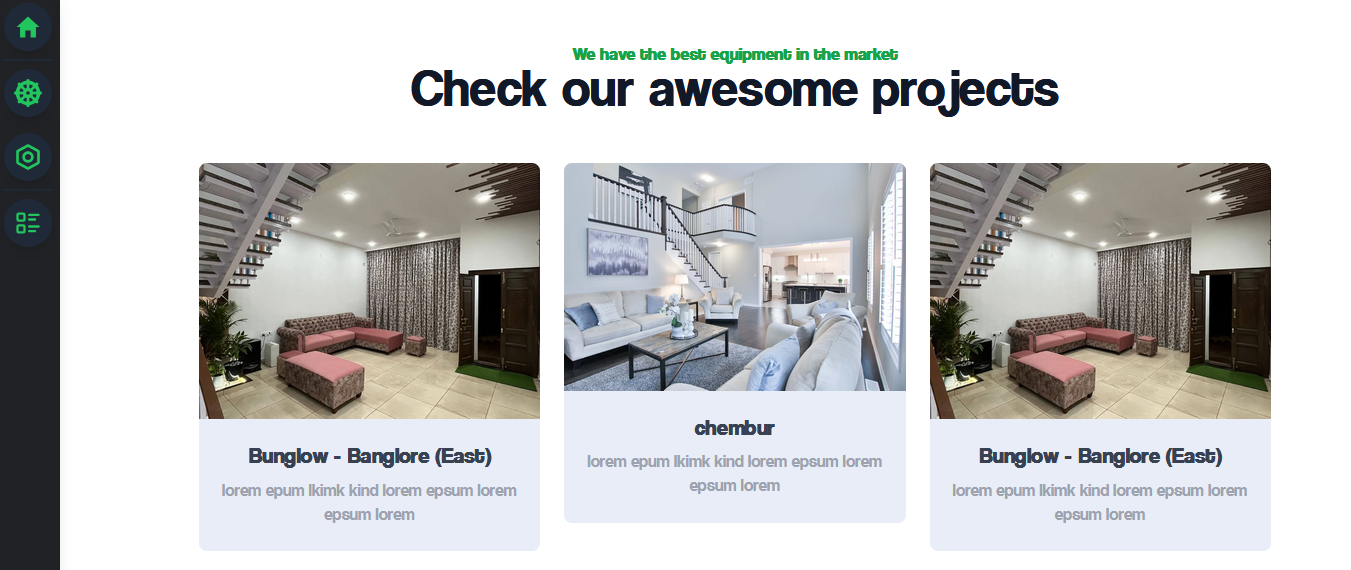 We have the best equipment in the market
Check our awesome projects
Bunglow - Banglore (East)
lorem epum lkimk kind lorem epsum lorem
epsum lorem
chembur
lorem epum lkimk kind lorem epsum lorem
epsum lorem
Bunglow - Banglore (East)
lorem epum lkimk kind lorem epsum lorem
epsum lorem